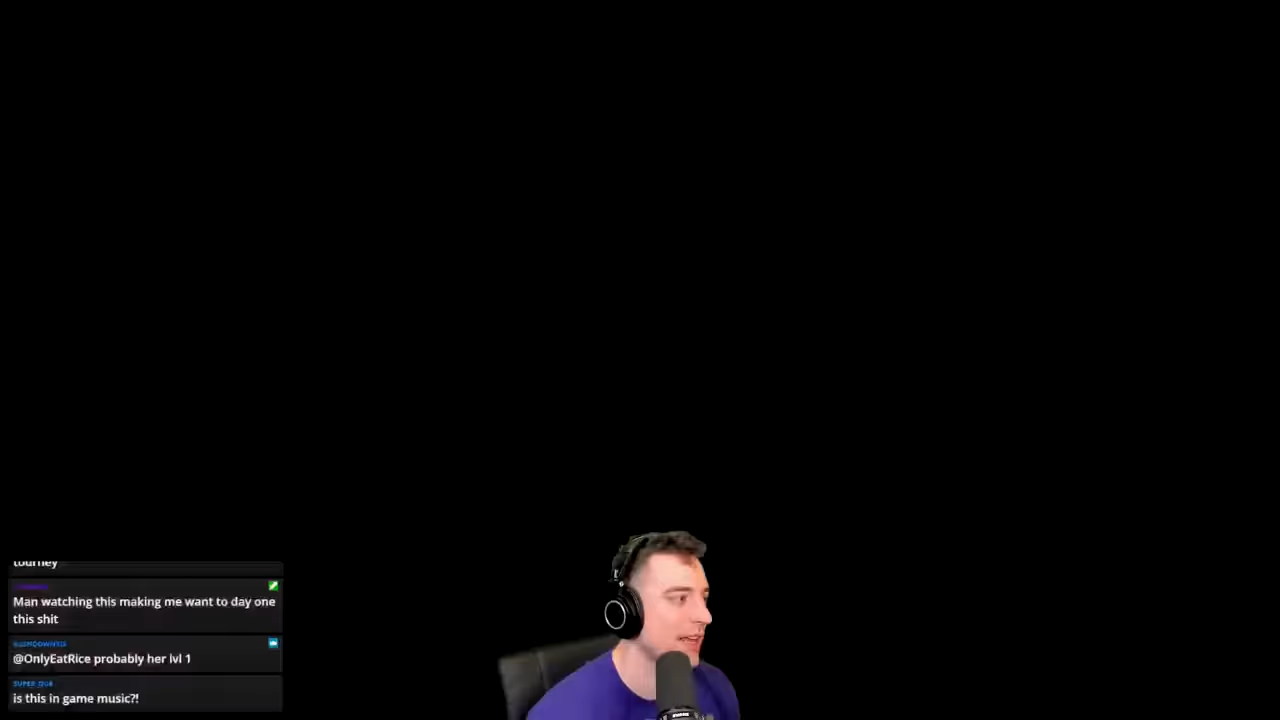 tourney
Man watching this making me want to day one
this shit
@OnlyEatRice probably her lvl 1
is this in game music?!